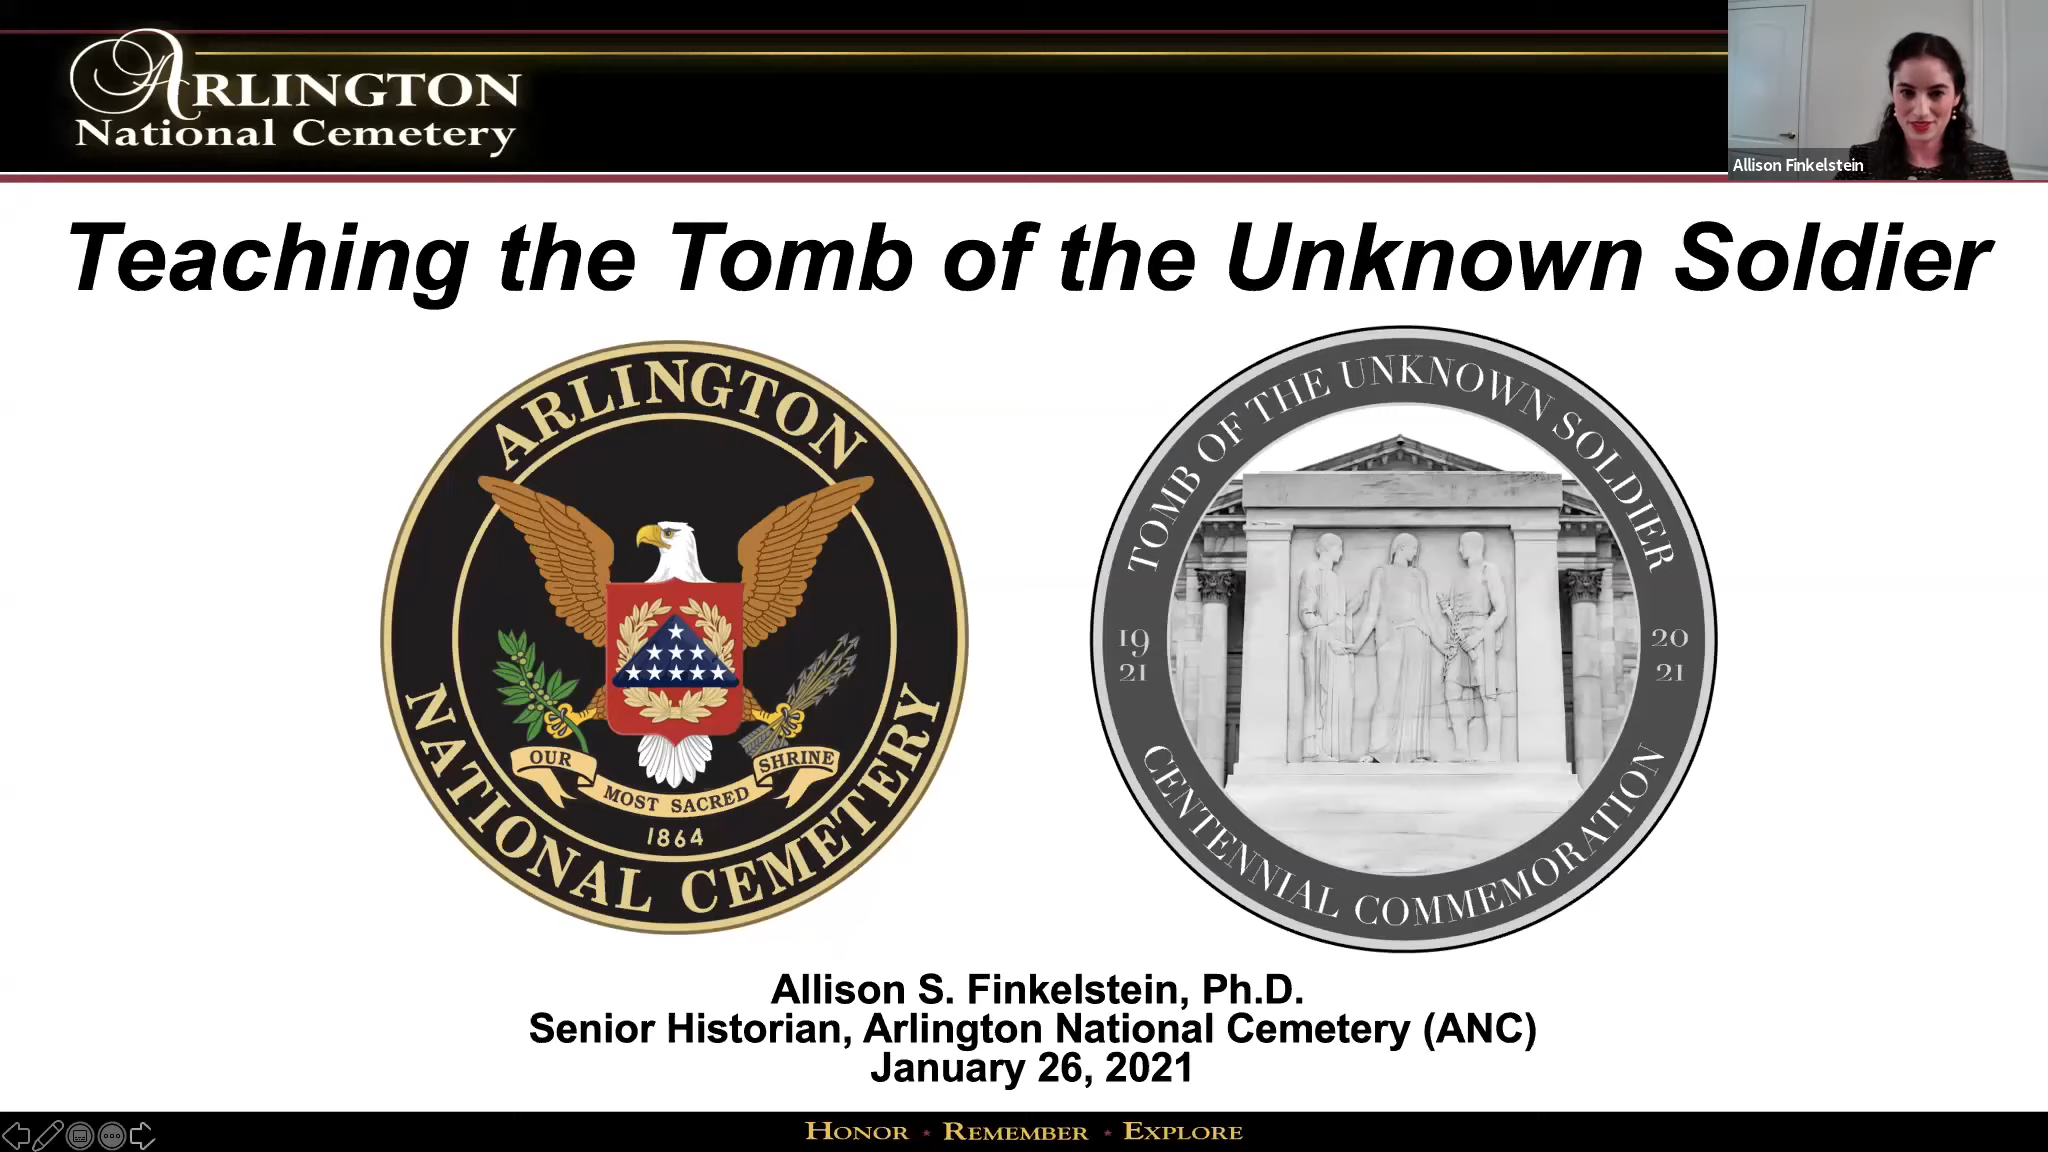 ARLINGTON
National Cemetery
Allison Finkelstein
Teaching the Tomb of the Unknown Soldier
ARLINGTON
NATIONAL CEMETERY
OUR
MOST SACRED
SHRINE
1864
TOMB OF THE UNKNOWN SOLDIER
19
21
20
21
CENTENNIAL COMMEMORATION
Allison S. Finkelstein, Ph.D.
Senior Historian, Arlington National Cemetery (ANC)
January 26, 2021
HONOR * REMEMBER * EXPLORE